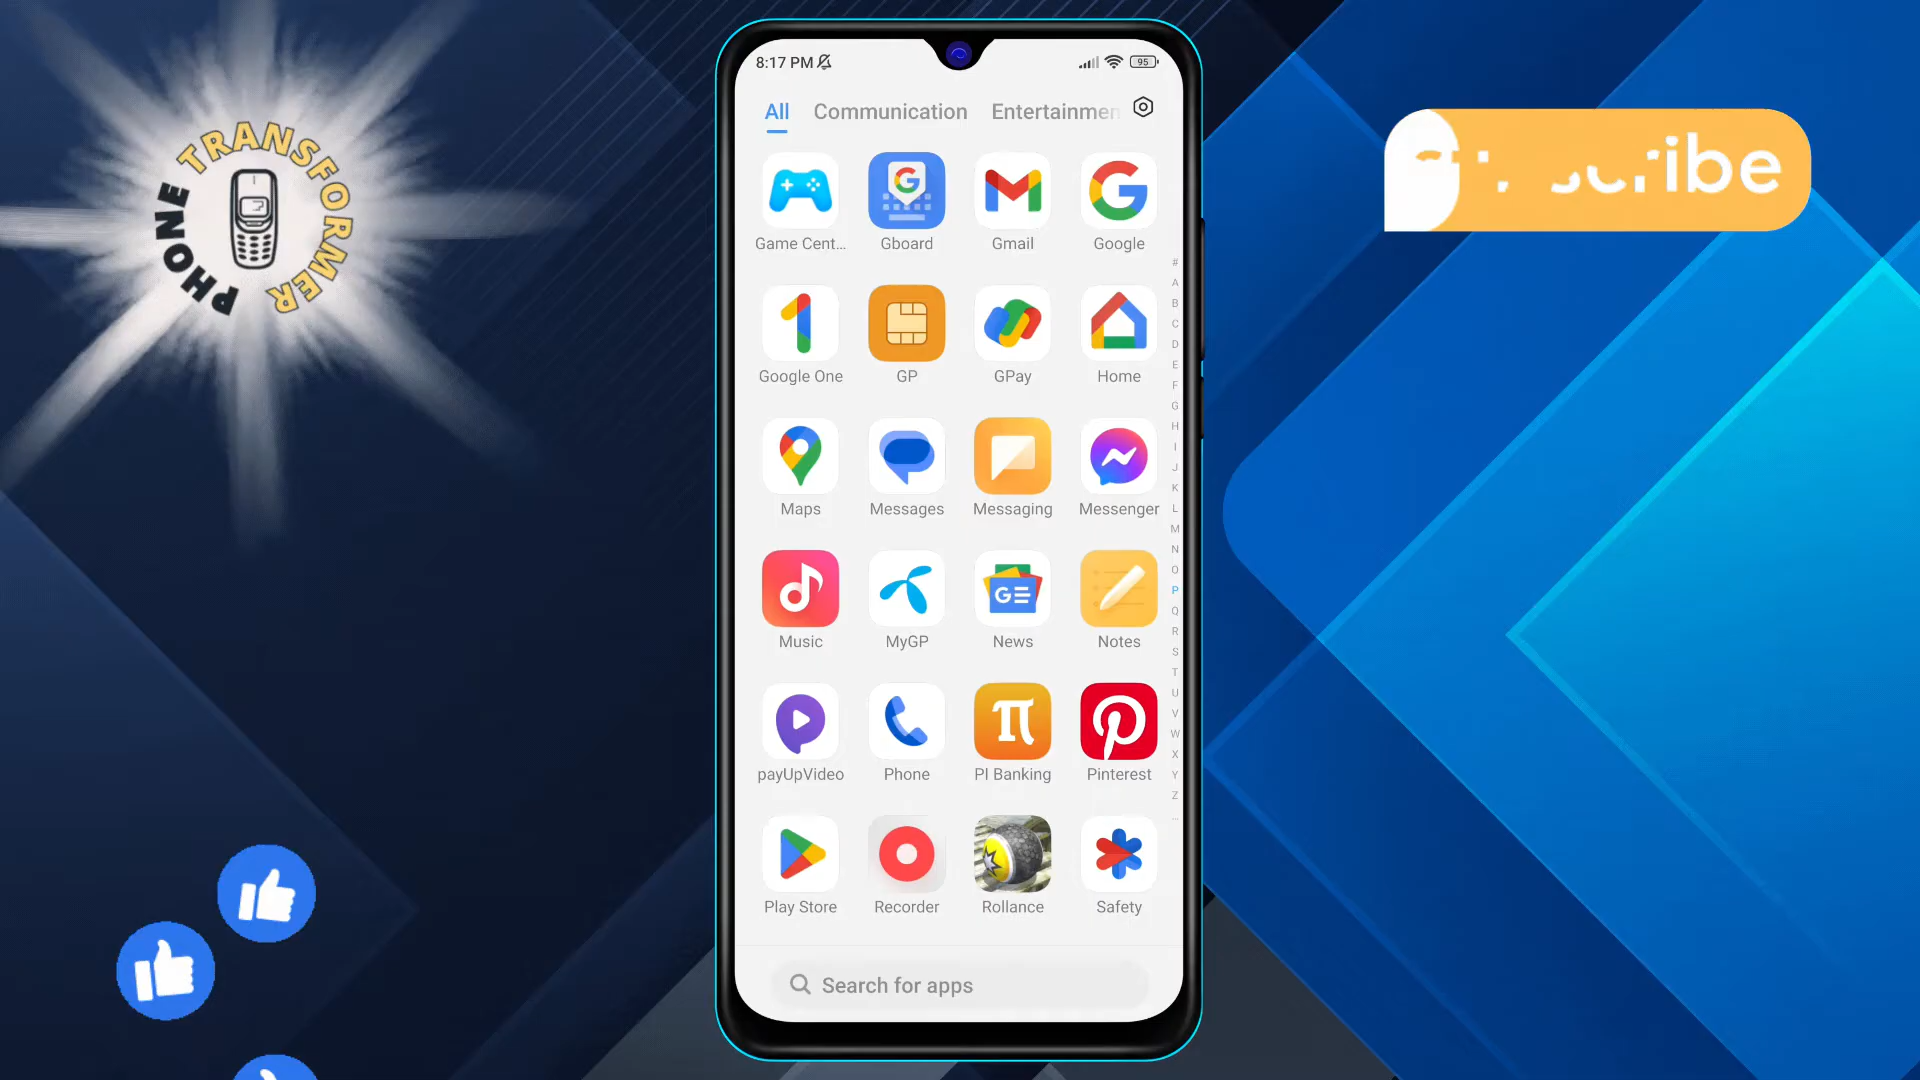 PHONE TRANSFORMER
8:17 PM
95
All Communication Entertainmen
Game Cent... Gboard Gmail Google
Google One GP GPay Home
Maps Messages Messaging Messenger
Music MyGP News Notes
payUpVideo Phone PI Banking Pinterest
Play Store Recorder Rollance Safety
Search for apps
#
A
B
C
D
E
F
G
H
I
J
K
L
M
N
O
P
Q
R
S
T
U
V
W
X
Y
Z
...